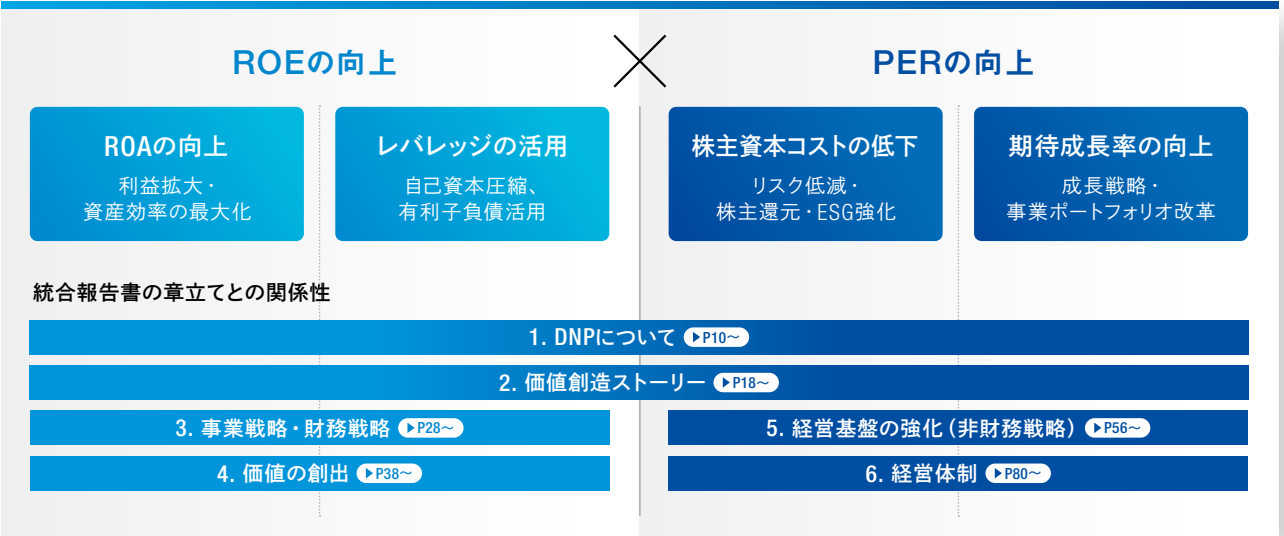 ROEの向上
×
PERの向上
ROAの向上
利益拡大・
資産効率の最大化
レバレッジの活用
自己資本圧縮、
有利子負債活用
株主資本コストの低下
リスク低減・
株主還元・ESG強化
期待成長率の向上
成長戦略・
事業ポートフォリオ改革
統合報告書の章立てとの関係性
1. DNPについて ▶P10〜
2. 価値創造ストーリー ▶P18〜
3. 事業戦略・財務戦略 ▶P28〜
4. 価値の創出 ▶P38〜
5. 経営基盤の強化（非財務戦略） ▶P56〜
6. 経営体制 ▶P80〜